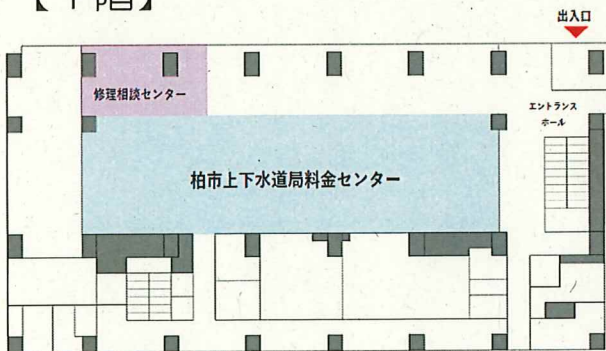 【1階】
出入口
修理相談センター
エントランス
ホール
柏市上下水道局料金センター